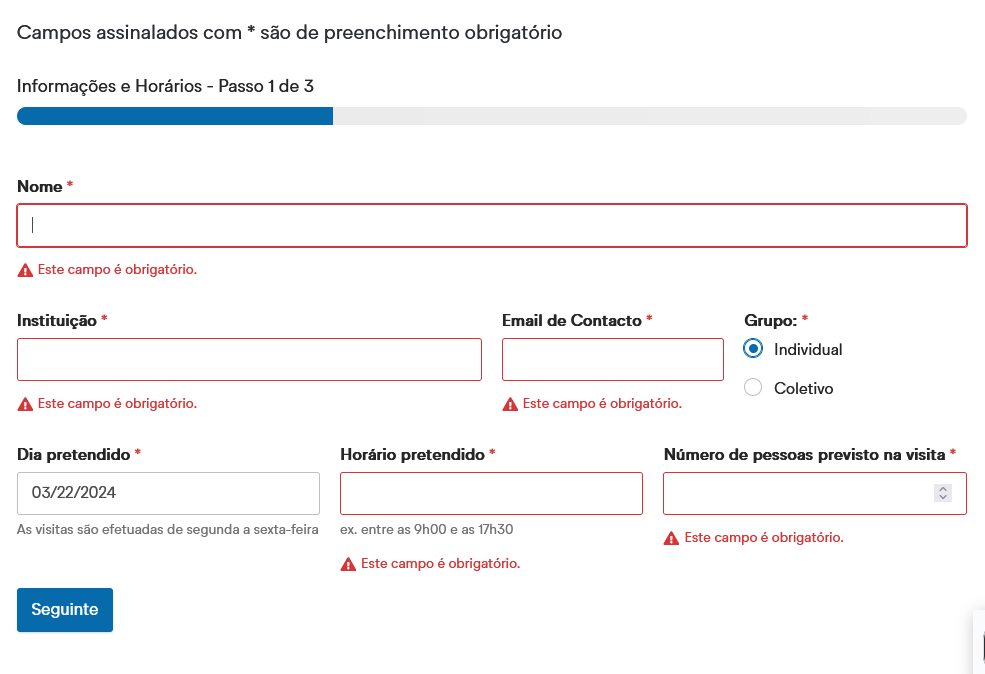 Campos assinalados com * são de preenchimento obrigatório
Informações e Horários - Passo 1 de 3
Nome *
Este campo é obrigatório.
Instituição * Email de Contacto * Grupo: *
Individual
Coletivo
Este campo é obrigatório. Este campo é obrigatório.
Dia pretendido * Horário pretendido * Número de pessoas previsto na visita *
03/22/2024
As visitas são efetuadas de segunda a sexta-feira ex. entre as 9h00 e as 17h30
Este campo é obrigatório.
Este campo é obrigatório.
Seguinte